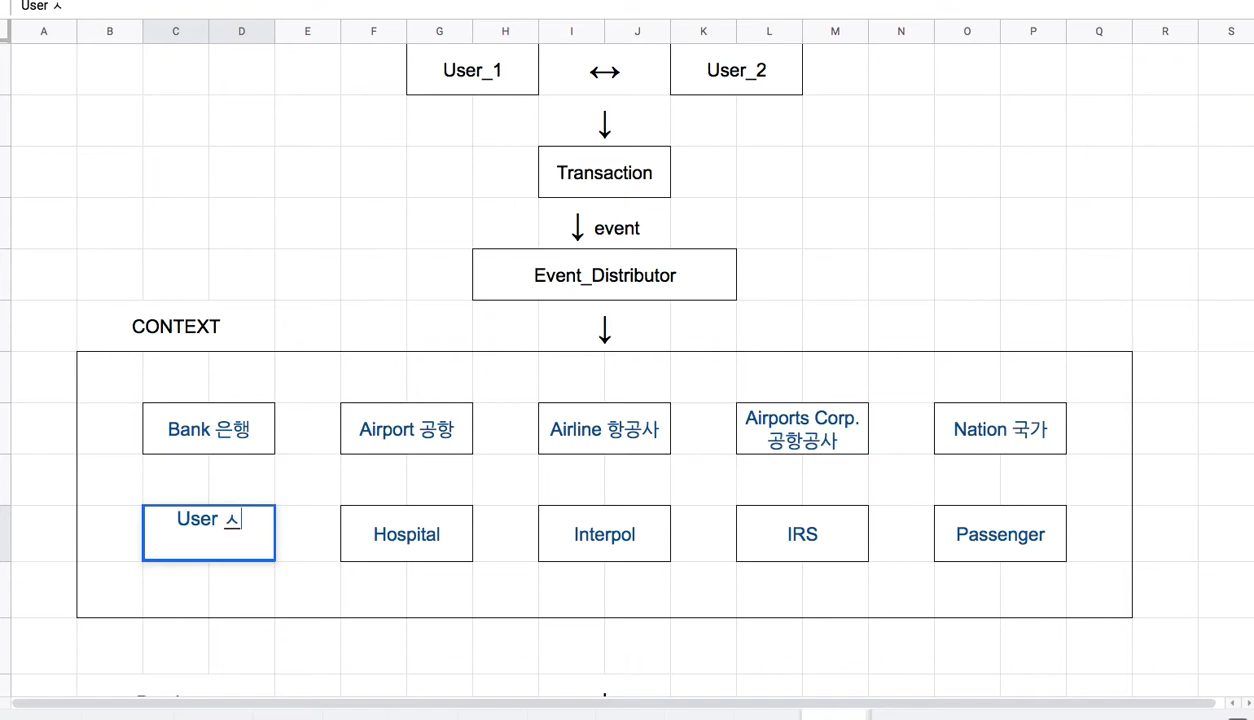 User ㅅ
A B C D E F G H I J K L M N O P Q R S
User_1 ↔ User_2
↓
Transaction
↓ event
Event_Distributor
CONTEXT ↓
Bank 은행
Airport 공항
Airline 항공사
Airports Corp.
공항공사
Nation 국가
User ㅅ
Hospital
Interpol
IRS
Passenger